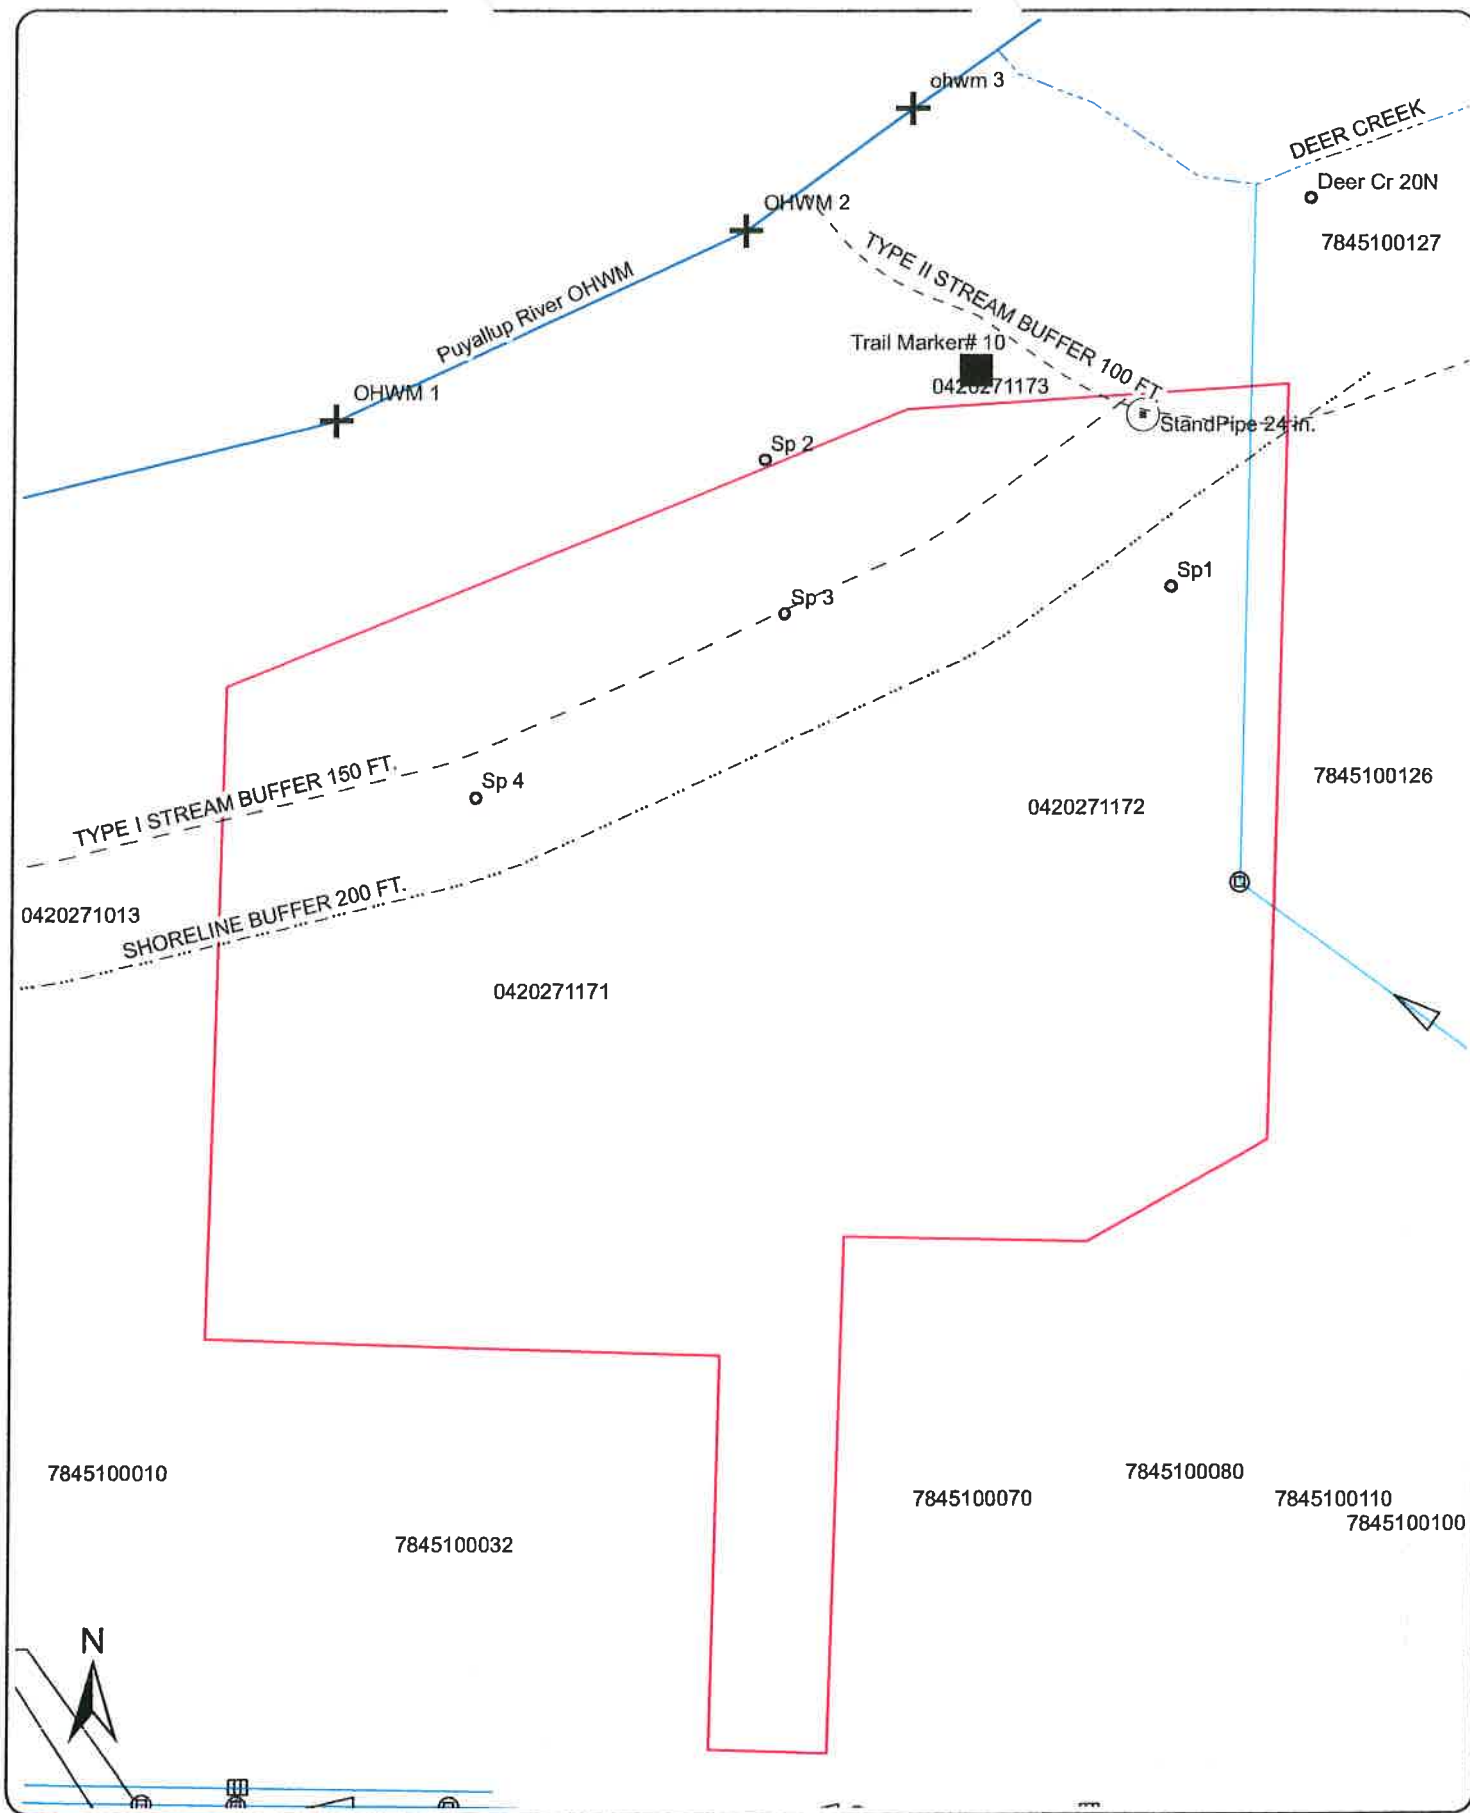 ohwm 3
DEER CREEK
Deer Cr 20N
OHWM 2
7845100127
TYPE II STREAM BUFFER 100 FT.
Puyallup River OHWM
Trail Marker# 10
0420271173
OHWM 1
StandPipe 24 in.
Sp 2
Sp1
Sp 3
TYPE I STREAM BUFFER 150 FT.
Sp 4
7845100126
0420271172
SHORELINE BUFFER 200 FT.
0420271013
0420271171
7845100010
7845100080
7845100070
7845100110
7845100100
7845100032
N